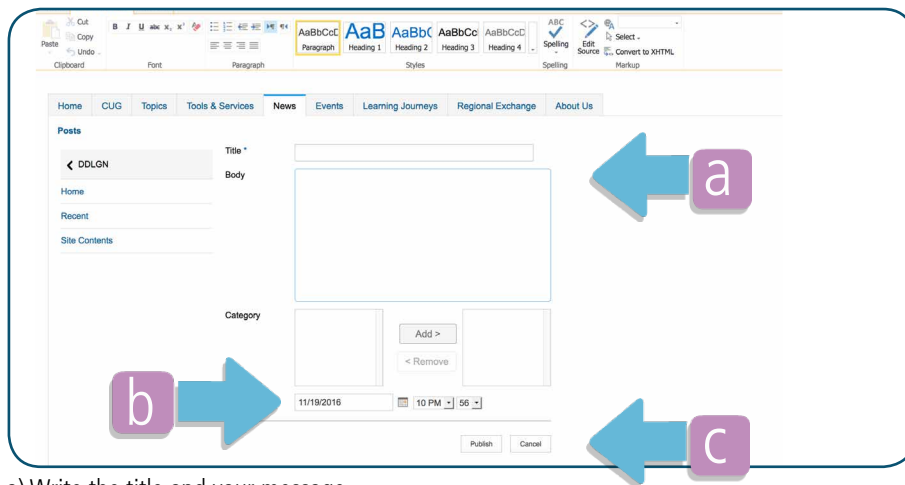 Cut
Copy
Undo
Paste
Clipboard
B I U abc x, x'
Font
Paragraph
AaBbCcD AaB AaBb( AaBbCc AaBbCcD
Paragraph Heading 1 Heading 2 Heading 3 Heading 4
Styles
ABC
Spelling
Spelling
Edit Source
Select
Convert to XHTML
Markup
Home CUG Topics Tools & Services News Events Learning Journeys Regional Exchange About Us
Posts
DDLGN
Home
Recent
Site Contents
Title *
Body
Category
Add >
< Remove
11/19/2016 10 PM 56
Publish Cancel
a
b
c
a) Write the title and your message